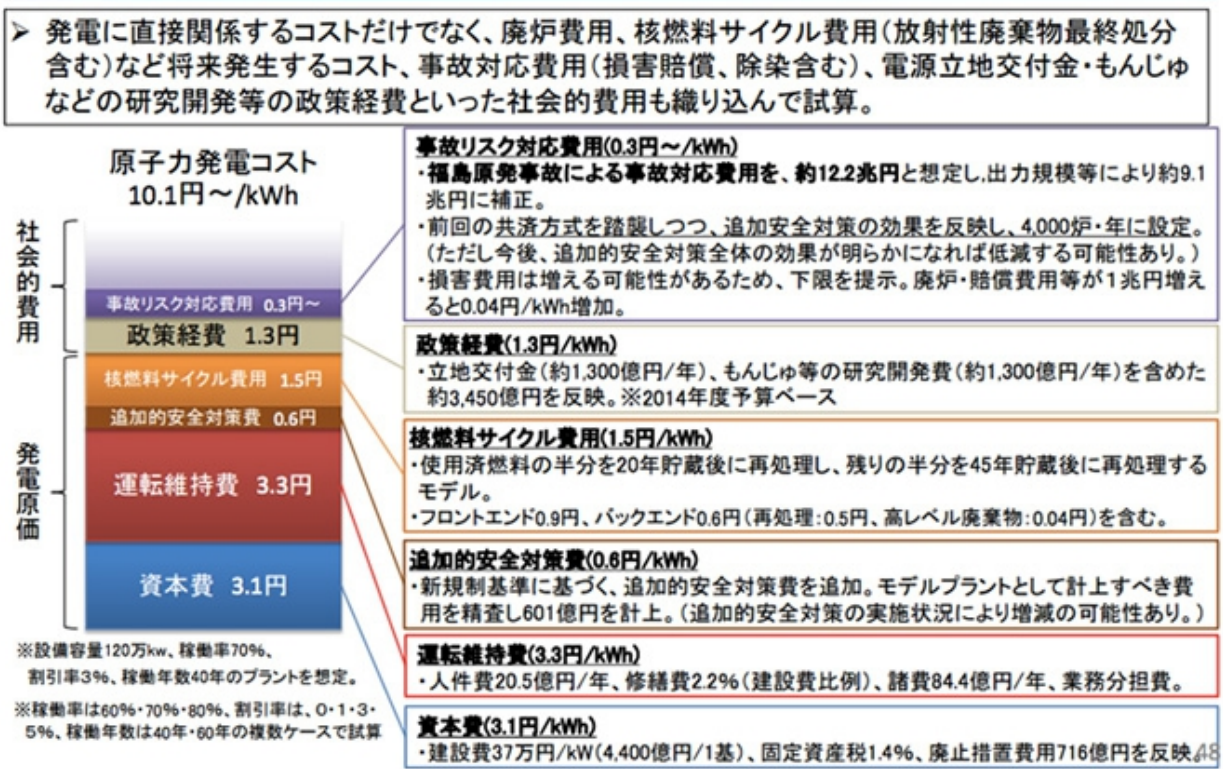 ➢ 発電に直接関係するコストだけでなく、廃炉費用、核燃料サイクル費用(放射性廃棄物最終処分
含む)など将来発生するコスト、事故対応費用(損害賠償、除染含む)、電源立地交付金・もんじゅ
などの研究開発等の政策経費といった社会的費用も織り込んで試算。
原子力発電コスト
10.1円～/kWh
社会的費用
事故リスク対応費用 0.3円～
政策経費 1.3円
発電原価
核燃料サイクル費用 1.5円
追加的安全対策費 0.6円
運転維持費 3.3円
資本費 3.1円
※設備容量120万kw、稼働率70%、
割引率3%、稼働年数40年のプラントを想定。
※稼働率は60%・70%・80%、割引率は、0・1・3・
5%、稼働年数は40年・60年の複数ケースで試算
事故リスク対応費用(0.3円～/kWh)
・福島原発事故による事故対応費用を、約12.2兆円と想定し,出力規模等により約9.1
兆円に補正。
・前回の共済方式を踏襲しつつ、追加安全対策の効果を反映し、4,000炉・年に設定。
(ただし今後、追加的安全対策全体の効果が明らかになれば低減する可能性あり。)
・損害費用は増える可能性があるため、下限を提示。廃炉・賠償費用等が1兆円増え
ると0.04円/kWh増加。
政策経費(1.3円/kWh)
・立地交付金(約1,300億円/年)、もんじゅ等の研究開発費(約1,300億円/年)を含めた
約3,450億円を反映。※2014年度予算ベース
核燃料サイクル費用(1.5円/kWh)
・使用済燃料の半分を20年貯蔵後に再処理し、残りの半分を45年貯蔵後に再処理する
モデル。
・フロントエンド0.9円、バックエンド0.6円(再処理:0.5円、高レベル廃棄物:0.04円)を含む。
追加的安全対策費(0.6円/kWh)
・新規制基準に基づく、追加的安全対策費を追加。モデルプラントとして計上すべき費
用を精査し601億円を計上。(追加的安全対策の実施状況により増減の可能性あり。)
運転維持費(3.3円/kWh)
・人件費20.5億円/年、修繕費2.2%(建設費比例)、諸費84.4億円/年、業務分担費。
資本費(3.1円/kWh)
・建設費37万円/kW(4,400億円/1基)、固定資産税1.4%、廃止措置費用716億円を反映。
48